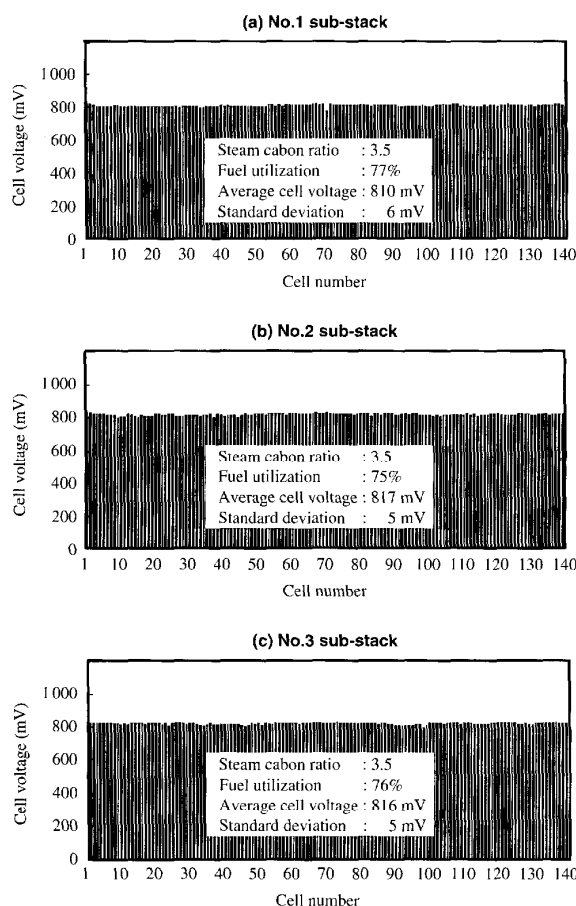 (a) No.1 sub-stack
Cell voltage (mV)
1 000
800
600
400
200
0
Steam cabon ratio : 3.5
Fuel utilization : 77%
Average cell voltage : 810 mV
Standard deviation : 6 mV
1 10 20 30 40 50 60 70 80 90 100 110 120 130 140
Cell number
(b) No.2 sub-stack
Cell voltage (mV)
1 000
800
600
400
200
0
Steam cabon ratio : 3.5
Fuel utilization : 75%
Average cell voltage : 817 mV
Standard deviation : 5 mV
1 10 20 30 40 50 60 70 80 90 100 110 120 130 140
Cell number
(c) No.3 sub-stack
Cell voltage (mV)
1 000
800
600
400
200
0
Steam cabon ratio : 3.5
Fuel utilization : 76%
Average cell voltage : 816 mV
Standard deviation : 5 mV
1 10 20 30 40 50 60 70 80 90 100 110 120 130 140
Cell number